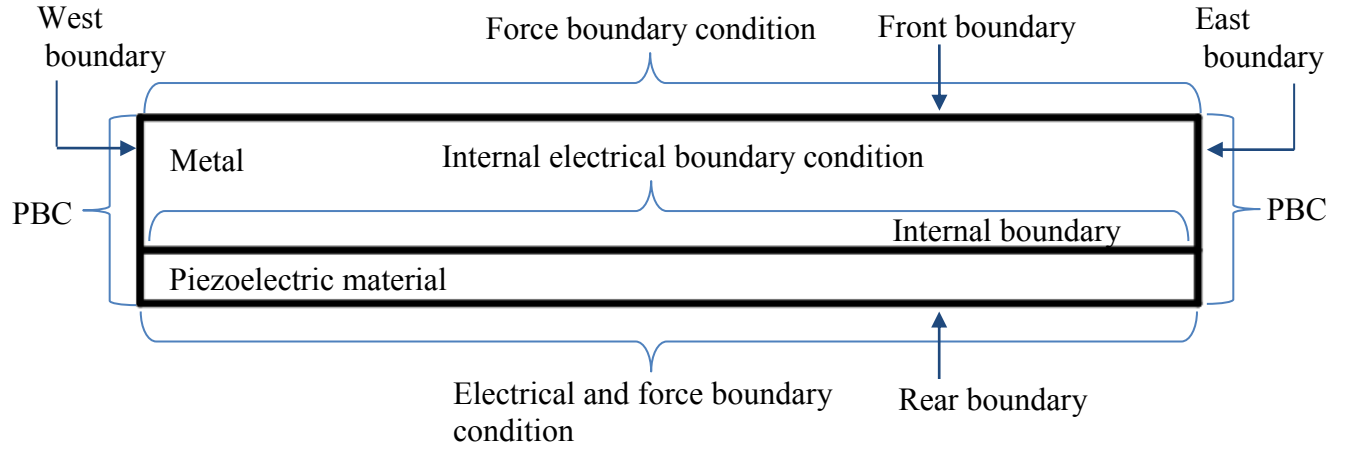 West
boundary
Force boundary condition
Front boundary
East
boundary
Metal
Internal electrical boundary condition
PBC
PBC
Internal boundary
Piezoelectric material
Electrical and force boundary
condition
Rear boundary